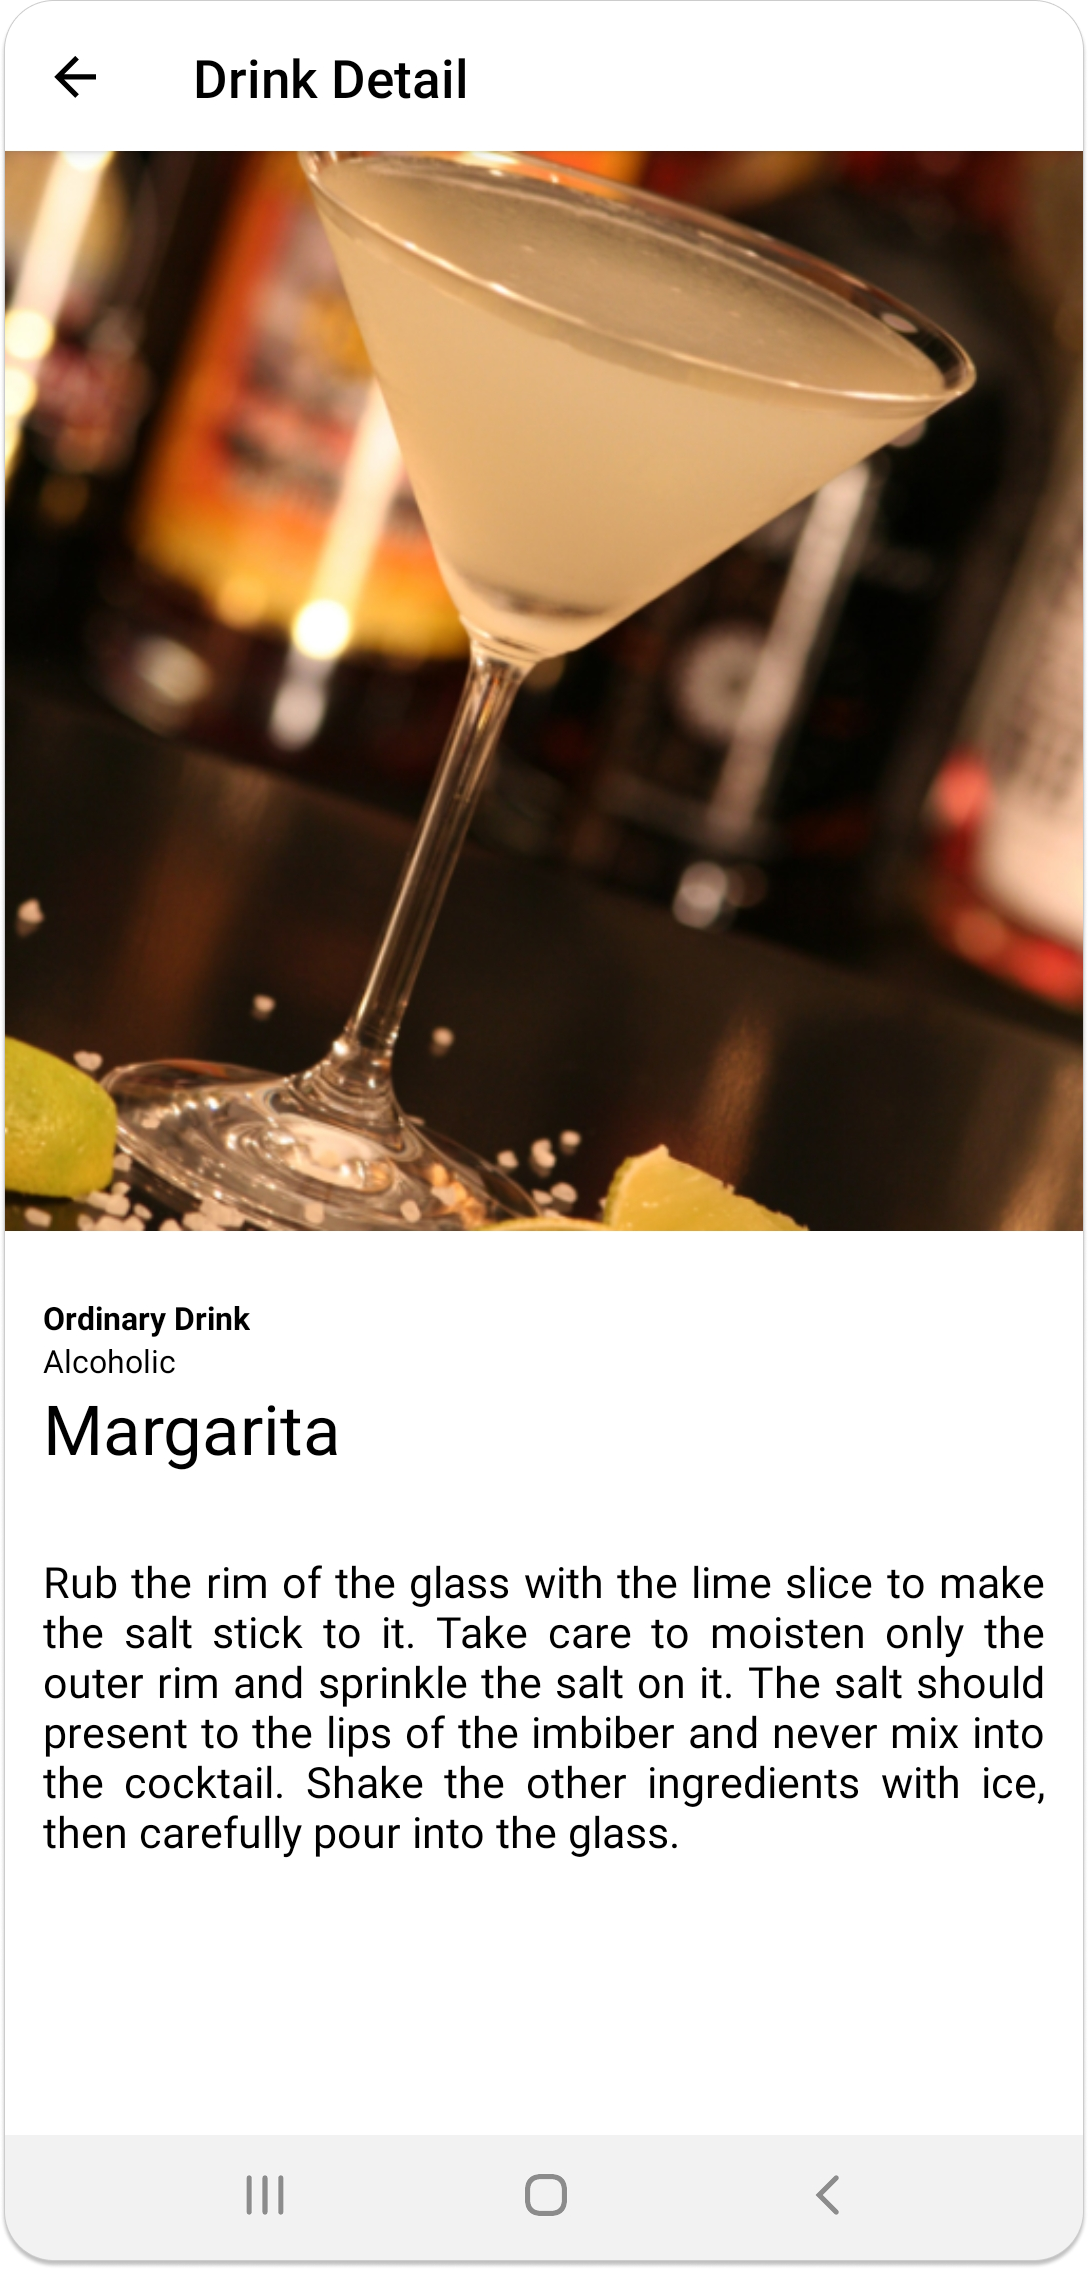 Drink Detail
Ordinary Drink
Alcoholic
Margarita
Rub the rim of the glass with the lime slice to make
the salt stick to it. Take care to moisten only the
outer rim and sprinkle the salt on it. The salt should
present to the lips of the imbiber and never mix into
the cocktail. Shake the other ingredients with ice,
then carefully pour into the glass.